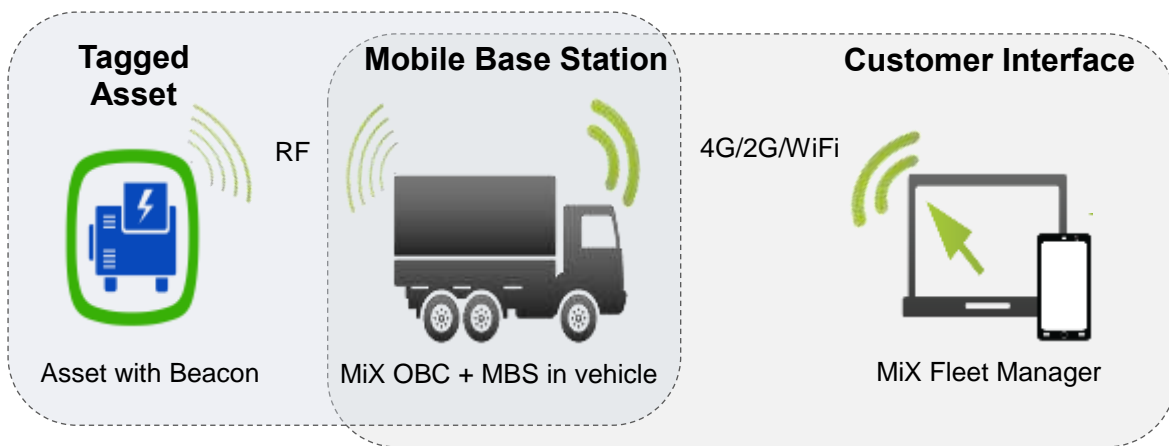 Tagged
Asset
Mobile Base Station
Customer Interface
RF
4G/2G/WiFi
Asset with Beacon
MiX OBC + MBS in vehicle
MiX Fleet Manager